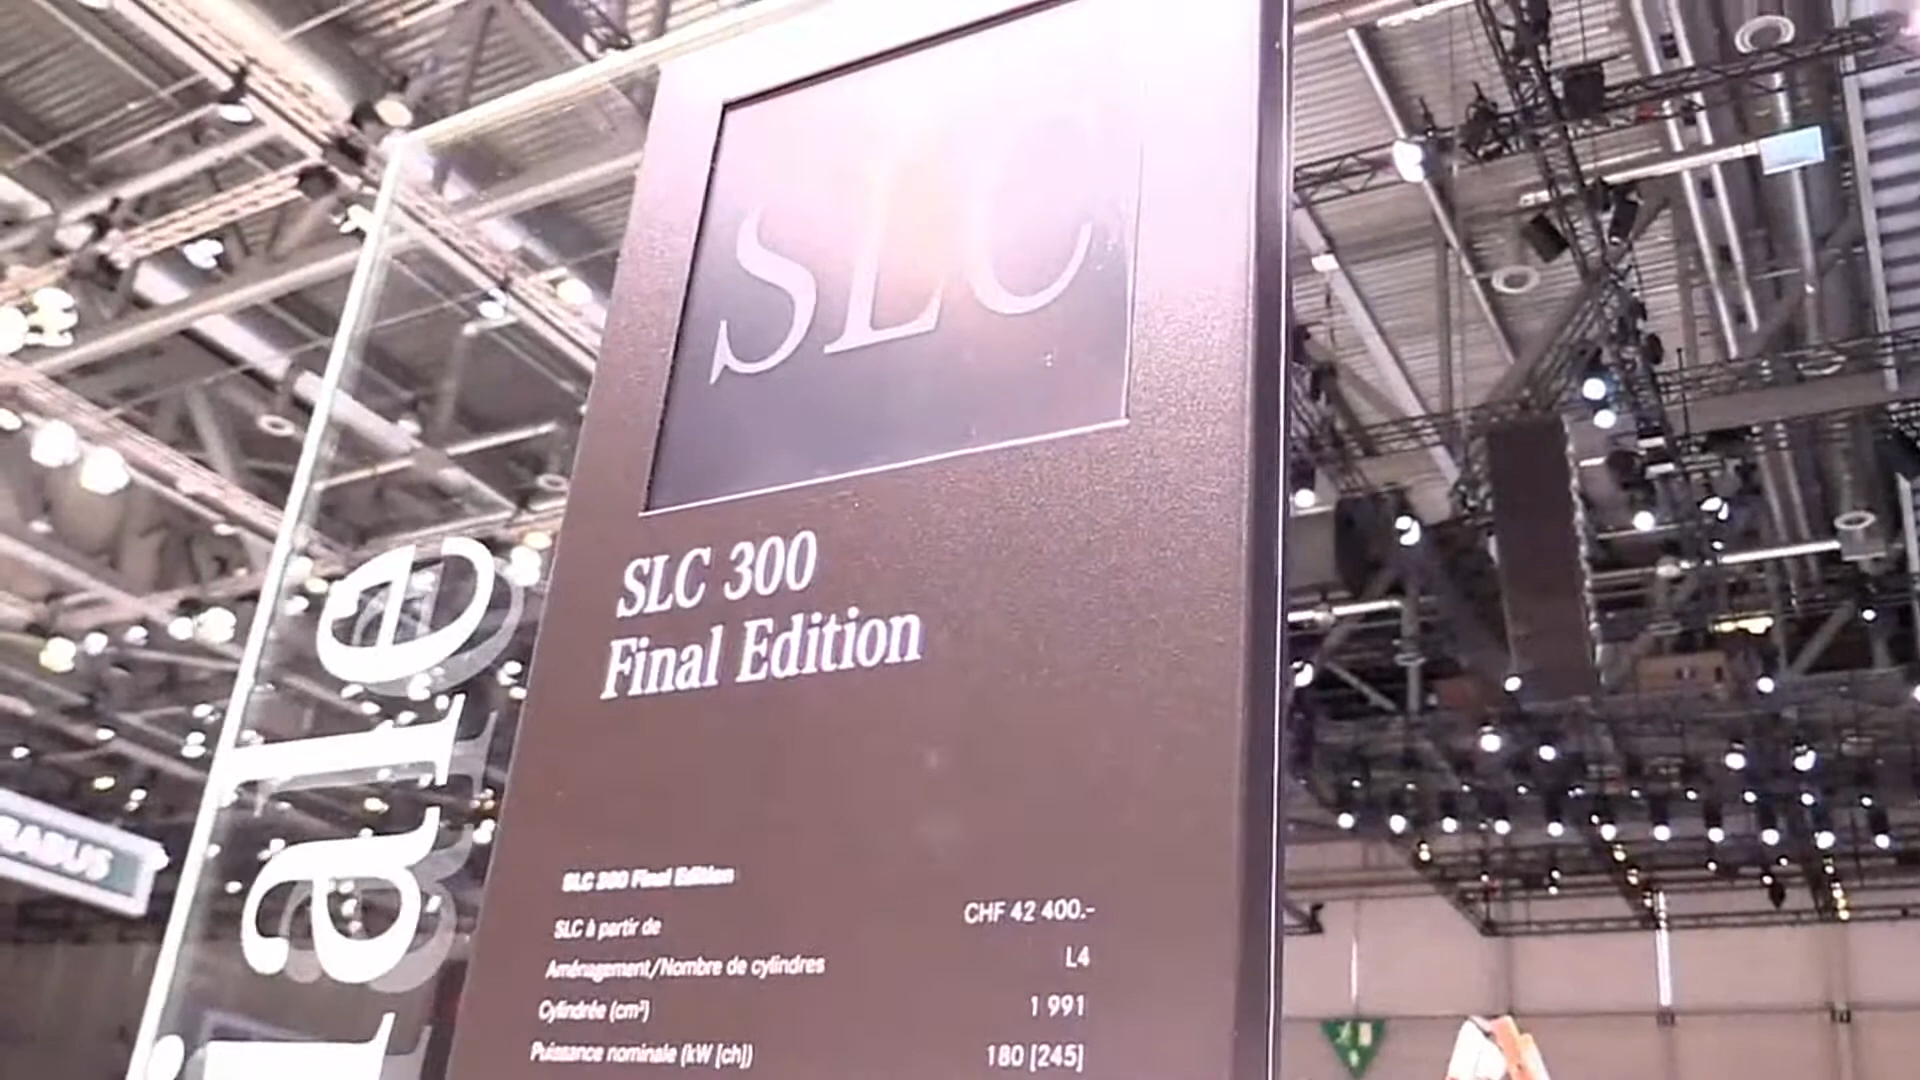 SLC
SLC 300
Final Edition
SLC 300 Final Edition
SLC à partir de CHF 42 400.-
Aménagement/Nombre de cylindres L4
Cylindrée (cm³) 1 991
Puissance nominale (kW [ch]) 180 [245]
iale